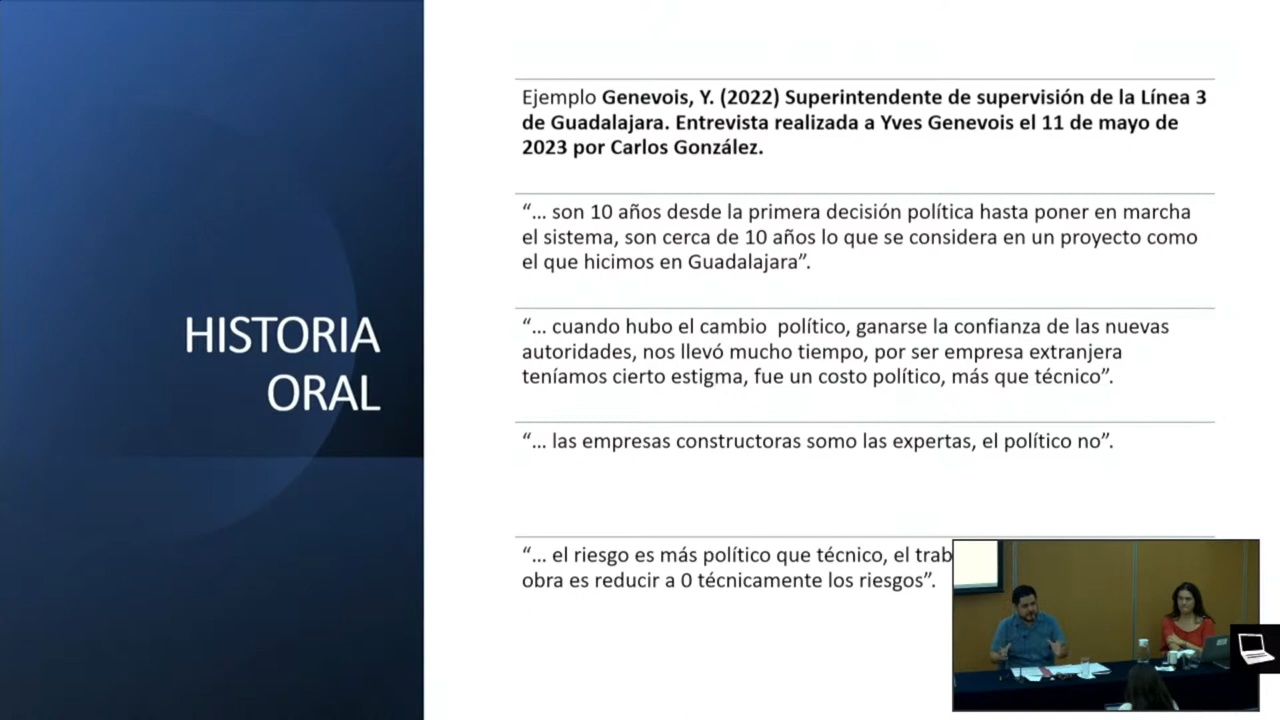 HISTORIA
ORAL
Ejemplo Genevois, Y. (2022) Superintendente de supervisión de la Línea 3
de Guadalajara. Entrevista realizada a Yves Genevois el 11 de mayo de
2023 por Carlos González.
“... son 10 años desde la primera decisión política hasta poner en marcha
el sistema, son cerca de 10 años lo que se considera en un proyecto como
el que hicimos en Guadalajara”.
“... cuando hubo el cambio político, ganarse la confianza de las nuevas
autoridades, nos llevó mucho tiempo, por ser empresa extranjera
teníamos cierto estigma, fue un costo político, más que técnico”.
“... las empresas constructoras somo las expertas, el político no”.
“... el riesgo es más político que técnico, el trab
obra es reducir a 0 técnicamente los riesgos”.